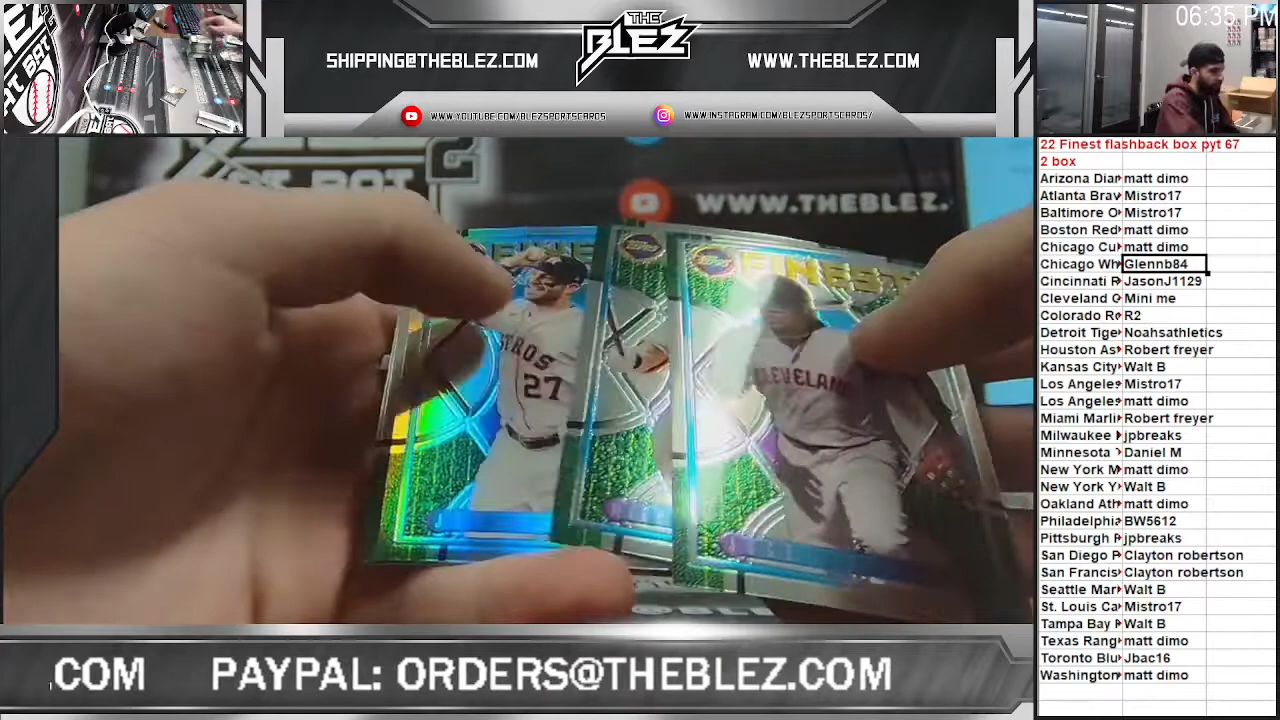 06:35 PM
THE
BLEZ
SHIPPING@THEBLEZ.COM
WWW.THEBLEZ.COM
WWW.YOUTUBE.COM/BLEZSPORTSCARDS
WWW.INSTAGRAM.COM/BLEZSPORTSCARDS/
WWW.THEBLEZ.
FINEST
CLEVELAND
27
22 Finest flashback box pyt 67
2 box
Arizona Diar matt dimo
Atlanta Brav Mistro17
Baltimore O Mistro17
Boston Red matt dimo
Chicago Cu matt dimo
Chicago Wh Glennb84
Cincinnati R JasonJ1129
Cleveland G Mini me
Colorado Ro R2
Detroit Tige Noahsathletics
Houston As Robert freyer
Kansas City Walt B
Los Angeles Mistro17
Los Angeles matt dimo
Miami Marli Robert freyer
Milwaukee jpbreaks
Minnesota Daniel M
New York M matt dimo
New York Y Walt B
Oakland Ath matt dimo
Philadelphia BW5612
Pittsburgh P jpbreaks
San Diego P Clayton robertson
San Francis Clayton robertson
Seattle Mar Walt B
St. Louis Ca Mistro17
Tampa Bay Walt B
Texas Rang matt dimo
Toronto Blu Jbac16
Washington matt dimo
COM PAYPAL: ORDERS@THEBLEZ.COM